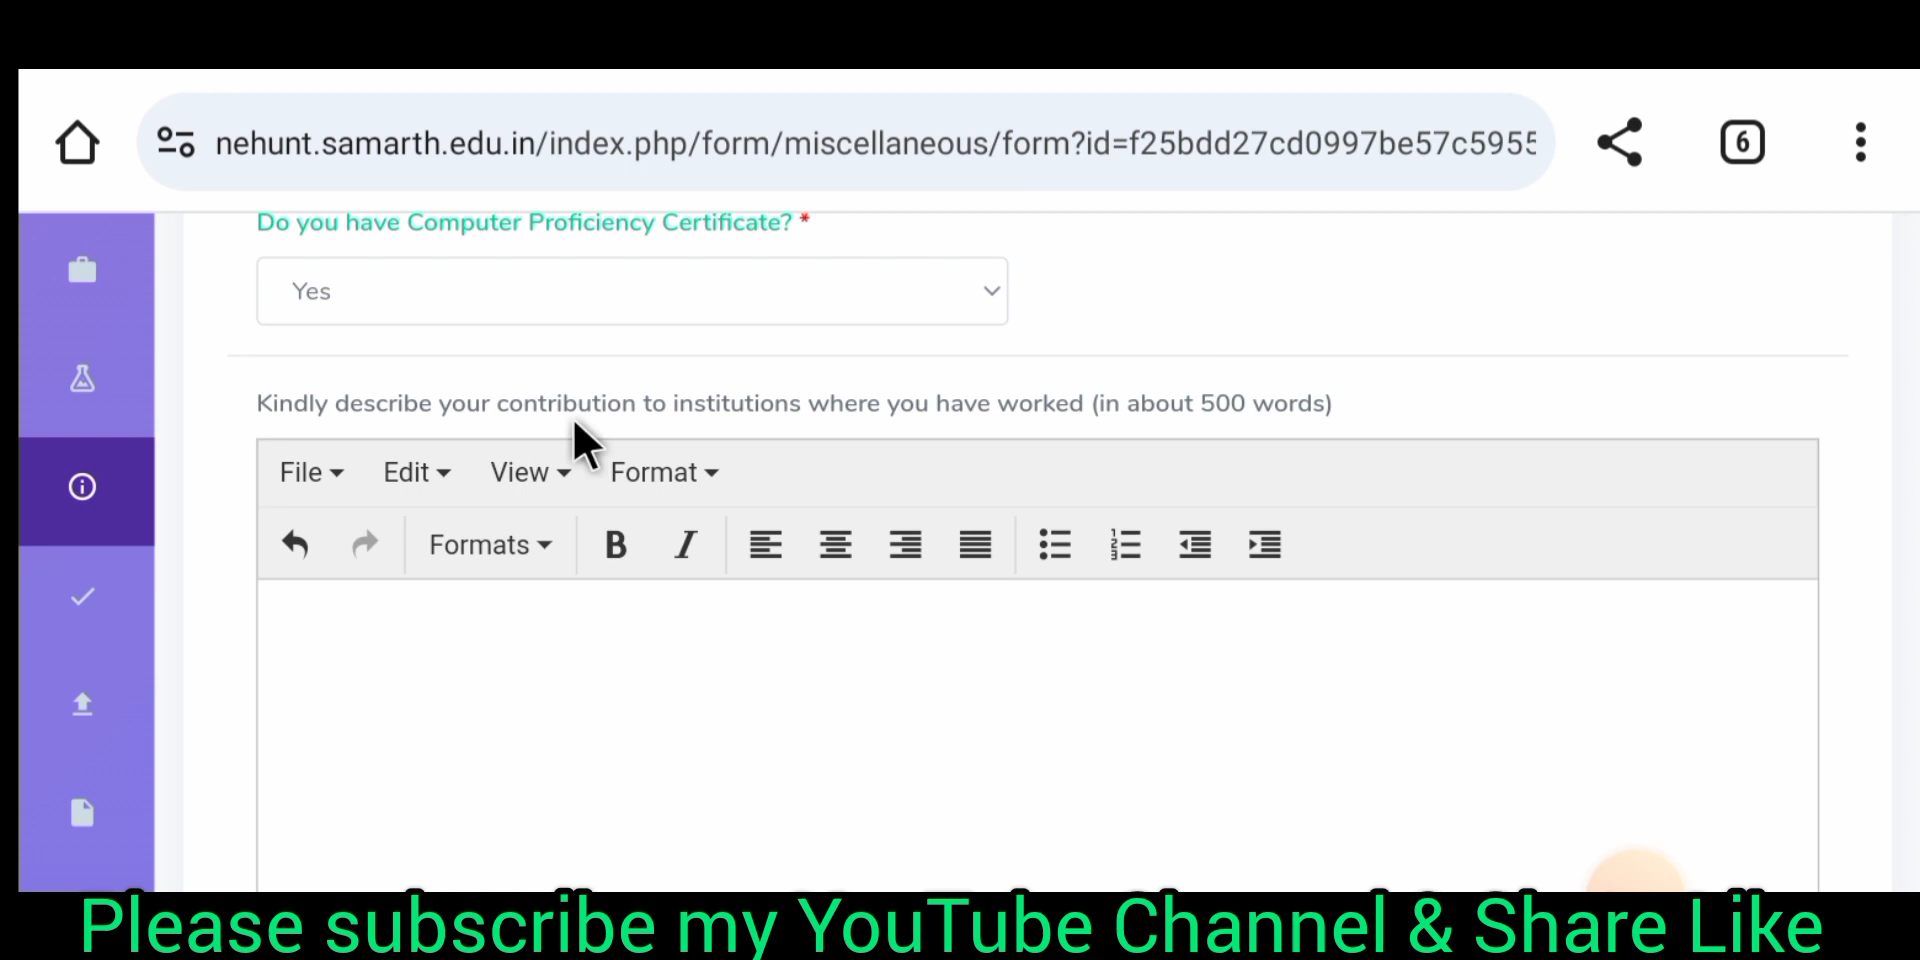 nehunt.samarth.edu.in/index.php/form/miscellaneous/form?id=f25bdd27cd0997be57c5955
6
Do you have Computer Proficiency Certificate? *
Yes
Kindly describe your contribution to institutions where you have worked (in about 500 words)
File Edit View Format
Formats B I
Please subscribe my YouTube Channel & Share Like